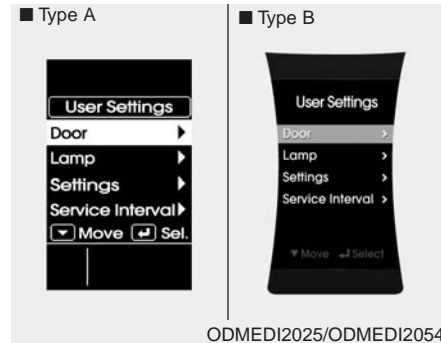 ■ Type A
User Settings
Door
Lamp
Settings
Service Interval
Move Sel.
■ Type B
User Settings
Door
Lamp
Settings
Service Interval
Move Select
ODMEDI2025/ODMEDI2054